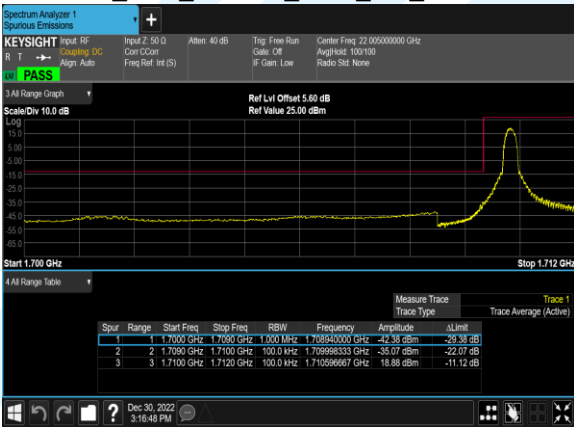 Spectrum Analyzer 1
Spurious Emissions
KEYSIGHT Input: RF Input Z: 50 Ω Atten: 40 dB Trig: Free Run Center Freq: 22.005000000 GHz
R T Coupling: DC Corr CCorr Gate: Off Avg|Hold: 100/100
Align: Auto Freq Ref: Int (S) IF Gain: Low Radio Std: None
PASS
3 All Range Graph
Ref Lvl Offset 5.60 dB
Scale/Div 10.0 dB Ref Value 25.00 dBm
Log
15.0
5.00
-5.00
-15.0
-25.0
-35.0
-45.0
-55.0
-65.0
Start 1.700 GHz Stop 1.712 GHz
4 All Range Table
Measure Trace Trace 1
Trace Type Trace Average (Active)
Spur Range Start Freq Stop Freq RBW Frequency Amplitude ΔLimit
1 1 1.7000 GHz 1.7090 GHz 1.000 MHz 1.708940000 GHz -42.38 dBm -29.38 dB
2 2 1.7090 GHz 1.7100 GHz 100.0 kHz 1.709998333 GHz -35.07 dBm -22.07 dB
3 3 1.7100 GHz 1.7120 GHz 100.0 kHz 1.710596667 GHz 18.88 dBm -11.12 dB
? Dec 30, 2022
3:16:48 PM